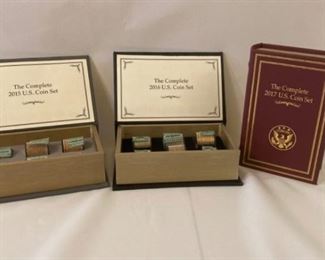 The Complete
2015 U.S. Coin Set
The Complete
2016 U.S. Coin Set
The Complete
2017 U.S. Coin Set